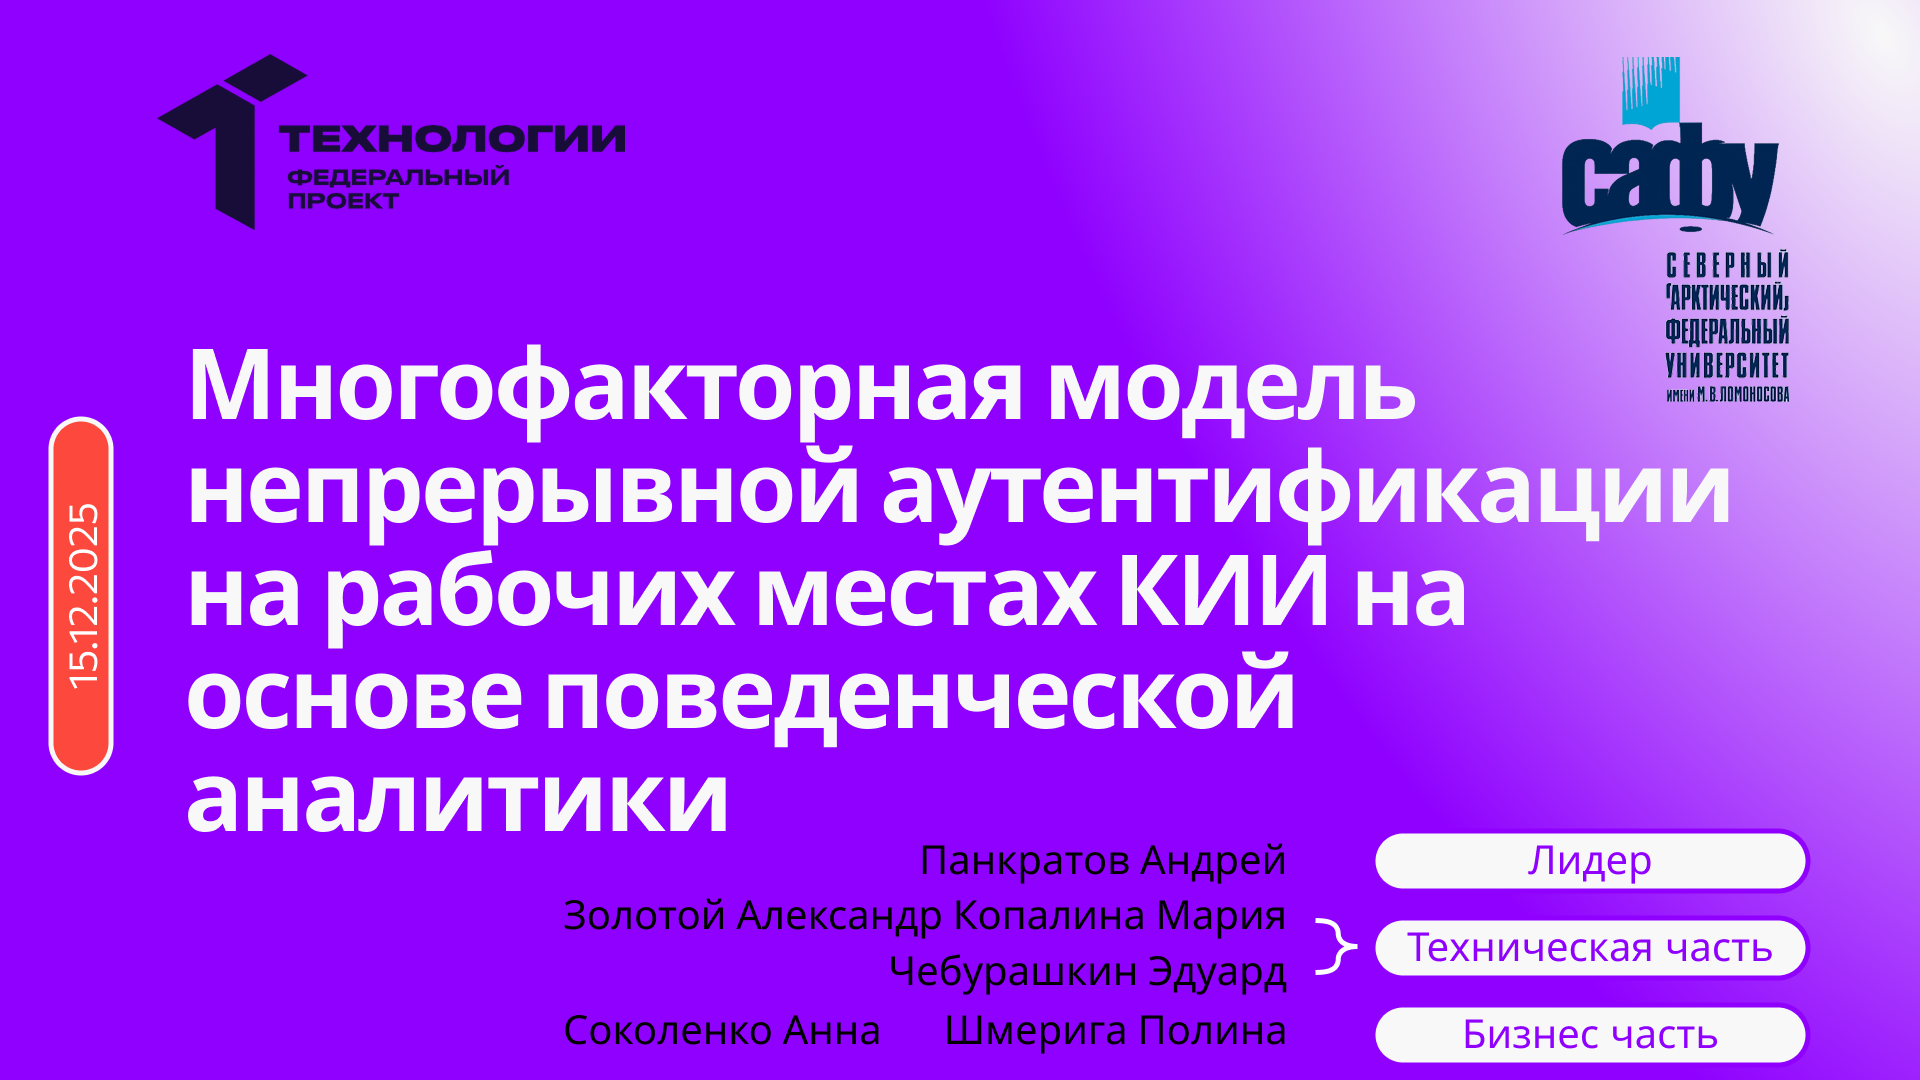 ТЕХНОЛОГИИ
ФЕДЕРАЛЬНЫЙ
ПРОЕКТ
сафу
СЕВЕРНЫЙ
(АРКТИЧЕСКИЙ)
ФЕДЕРАЛЬНЫЙ
УНИВЕРСИТЕТ
ИМЕНИ М.В.ЛОМОНОСОВА
15.12.2025
Многофакторная модель
непрерывной аутентификации
на рабочих местах КИИ на
основе поведенческой
аналитики
Панкратов Андрей
Лидер
Золотой Александр Копалина Мария
Чебурашкин Эдуард
Техническая часть
Соколенко Анна Шмерига Полина
Бизнес часть